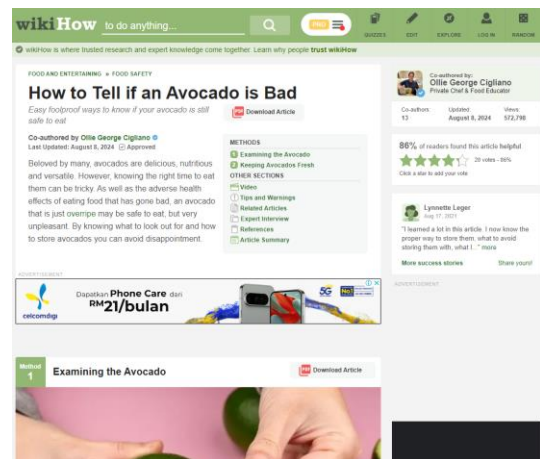 wikiHow to do anything...
PRO
QUIZZES EDIT EXPLORE LOG IN RANDOM
wikiHow is where trusted research and expert knowledge come together. Learn why people trust wikiHow
FOOD AND ENTERTAINING » FOOD SAFETY
How to Tell if an Avocado is Bad
Easy foolproof ways to know if your avocado is still
safe to eat
PDF Download Article
Co-authored by Ollie George Cigliano
Last Updated: August 8, 2024 Approved
Beloved by many, avocados are delicious, nutritious
and versatile. However, knowing the right time to eat
them can be tricky. As well as the adverse health
effects of eating food that has gone bad, an avocado
that is just overripe may be safe to eat, but very
unpleasant. By knowing what to look out for and how
to store avocados you can avoid disappointment.
METHODS
1 Examining the Avocado
2 Keeping Avocados Fresh
OTHER SECTIONS
Video
Tips and Warnings
Related Articles
Expert Interview
References
Article Summary
ADVERTISEMENT
celcomdigi
Dapatkan Phone Care dari
RM21/bulan
5G
Method
1
Examining the Avocado
PDF Download Article
Co-authored by:
Ollie George Cigliano
Private Chef & Food Educator
Co-authors: Updated: Views:
13 August 8, 2024 572,798
86% of readers found this article helpful.
29 votes - 86%
Click a star to add your vote
Lynnette Leger
Aug 17, 2021
"I learned a lot in this article. I now know the
proper way to store them, what to avoid
storing them with, what I..." more
More success stories Share yours!
ADVERTISEMENT